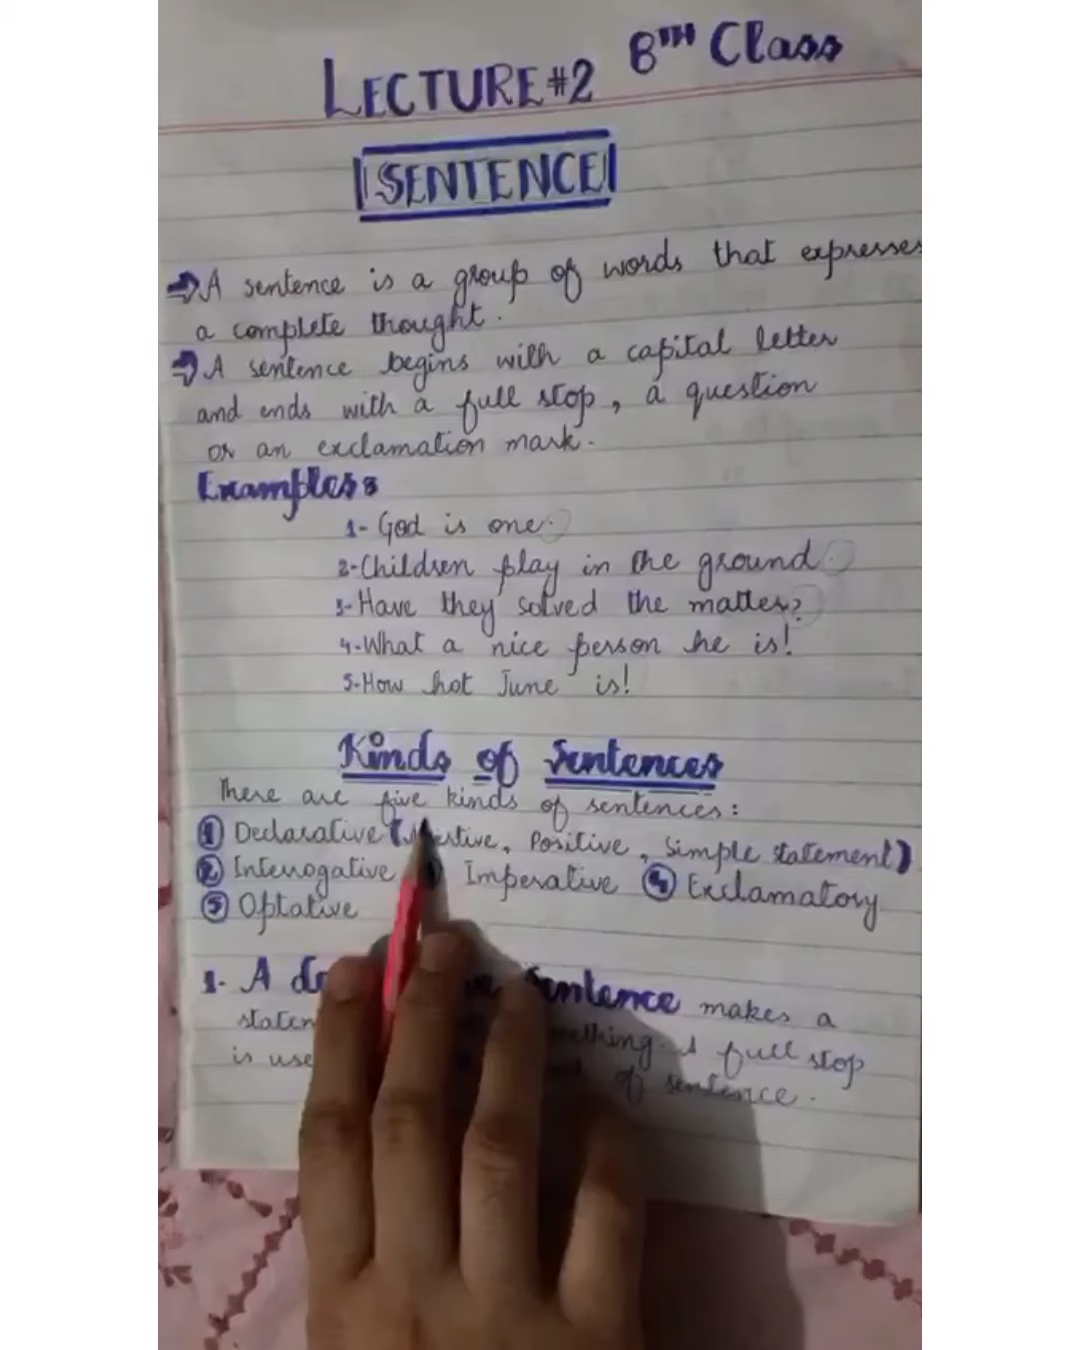 LECTURE#2 8TH Class
SENTENCE
⇒ A sentence is a group of words that expresses
a complete thought.
⇒ A sentence begins with a capital letter
and ends with a full stop, a question
or an exclamation mark.
Examples:
1- God is one.
2- Children play in the ground.
3- Have they solved the matter?
4- What a nice person he is!
5- How hot June is!
Kinds of Sentences
There are five kinds of sentences:
① Declarative ( , Positive, Simple statement)
② Interrogative Imperative ④ Exclamatory
⑤ Optative
1- A Sentence makes a
full stop
is of sentence.